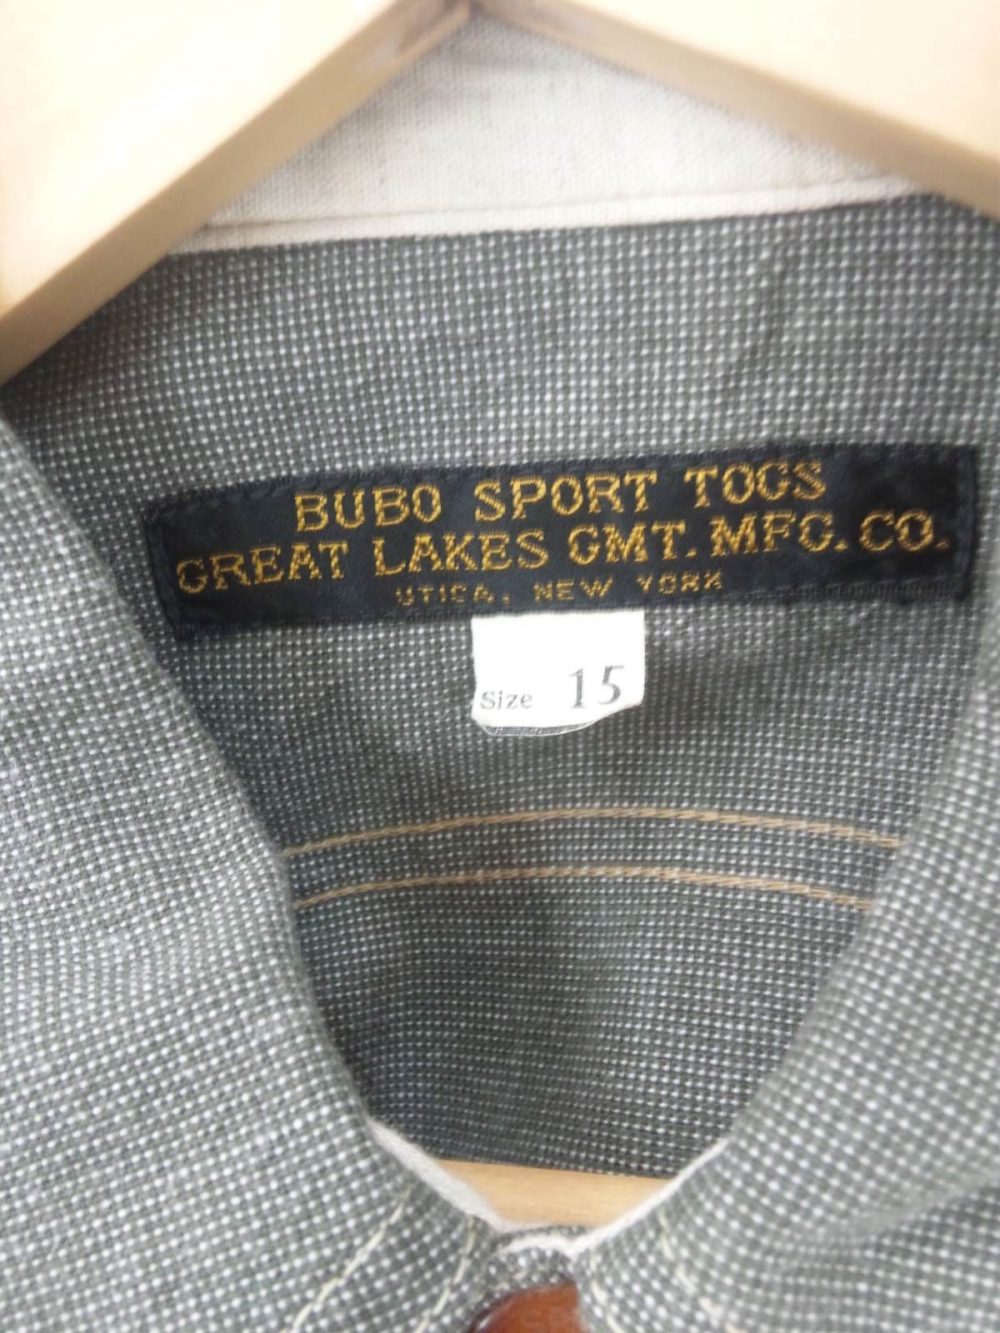 BUBO SPORT TOGS
GREAT LAKES GMT. MFG. CO.
UTICA, NEW YORK
Size 15